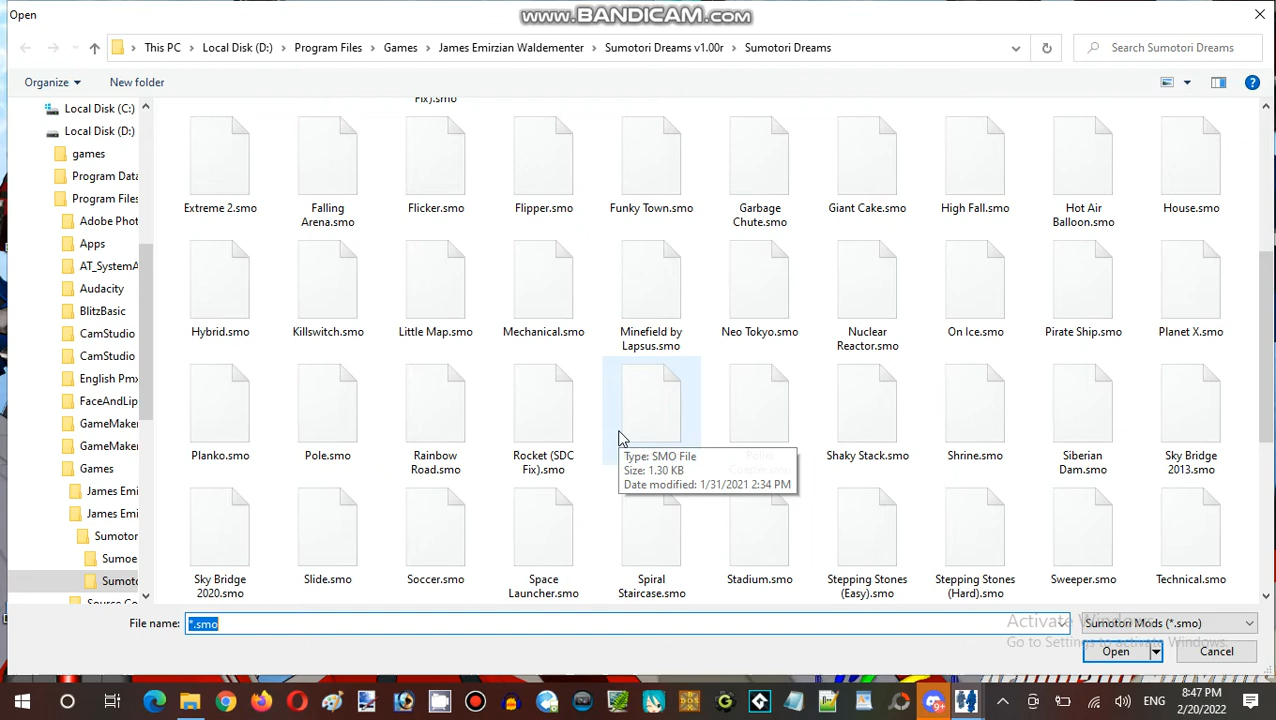 Open
www.BANDICAM.com
This PC
Local Disk (D:)
Program Files
Games
James Emirzian Waldementer
Sumotori Dreams v1.00r
Sumotori Dreams
Search Sumotori Dreams
Organize
New folder
Local Disk (C:)
Local Disk (D:)
games
Program Data
Program Files
Adobe Phot
Apps
AT_SystemA
Audacity
BlitzBasic
CamStudio
CamStudio
English Pmx
FaceAndLip
GameMaker
GameMaker
Games
James Emi
James Emi
Sumotor
Sumoe
Sumoto
Source Co
Fix).smo
Extreme 2.smo
Falling
Arena.smo
Flicker.smo
Flipper.smo
Funky Town.smo
Garbage
Chute.smo
Giant Cake.smo
High Fall.smo
Hot Air
Balloon.smo
House.smo
Hybrid.smo
Killswitch.smo
Little Map.smo
Mechanical.smo
Minefield by
Lapsus.smo
Neo Tokyo.smo
Nuclear
Reactor.smo
On Ice.smo
Pirate Ship.smo
Planet X.smo
Planko.smo
Pole.smo
Rainbow
Road.smo
Rocket (SDC
Fix).smo
Type: SMO File
Size: 1.30 KB
Date modified: 1/31/2021 2:34 PM
Shaky Stack.smo
Shrine.smo
Siberian
Dam.smo
Sky Bridge
2013.smo
Sky Bridge
2020.smo
Slide.smo
Soccer.smo
Space
Launcher.smo
Spiral
Staircase.smo
Stadium.smo
Stepping Stones
(Easy).smo
Stepping Stones
(Hard).smo
Sweeper.smo
Technical.smo
File name:
*.smo
Sumotori Mods (*.smo)
Activate Windows
Go to Settings to activate Windows.
Open
Cancel
9+
ENG
8:47 PM
2/20/2022